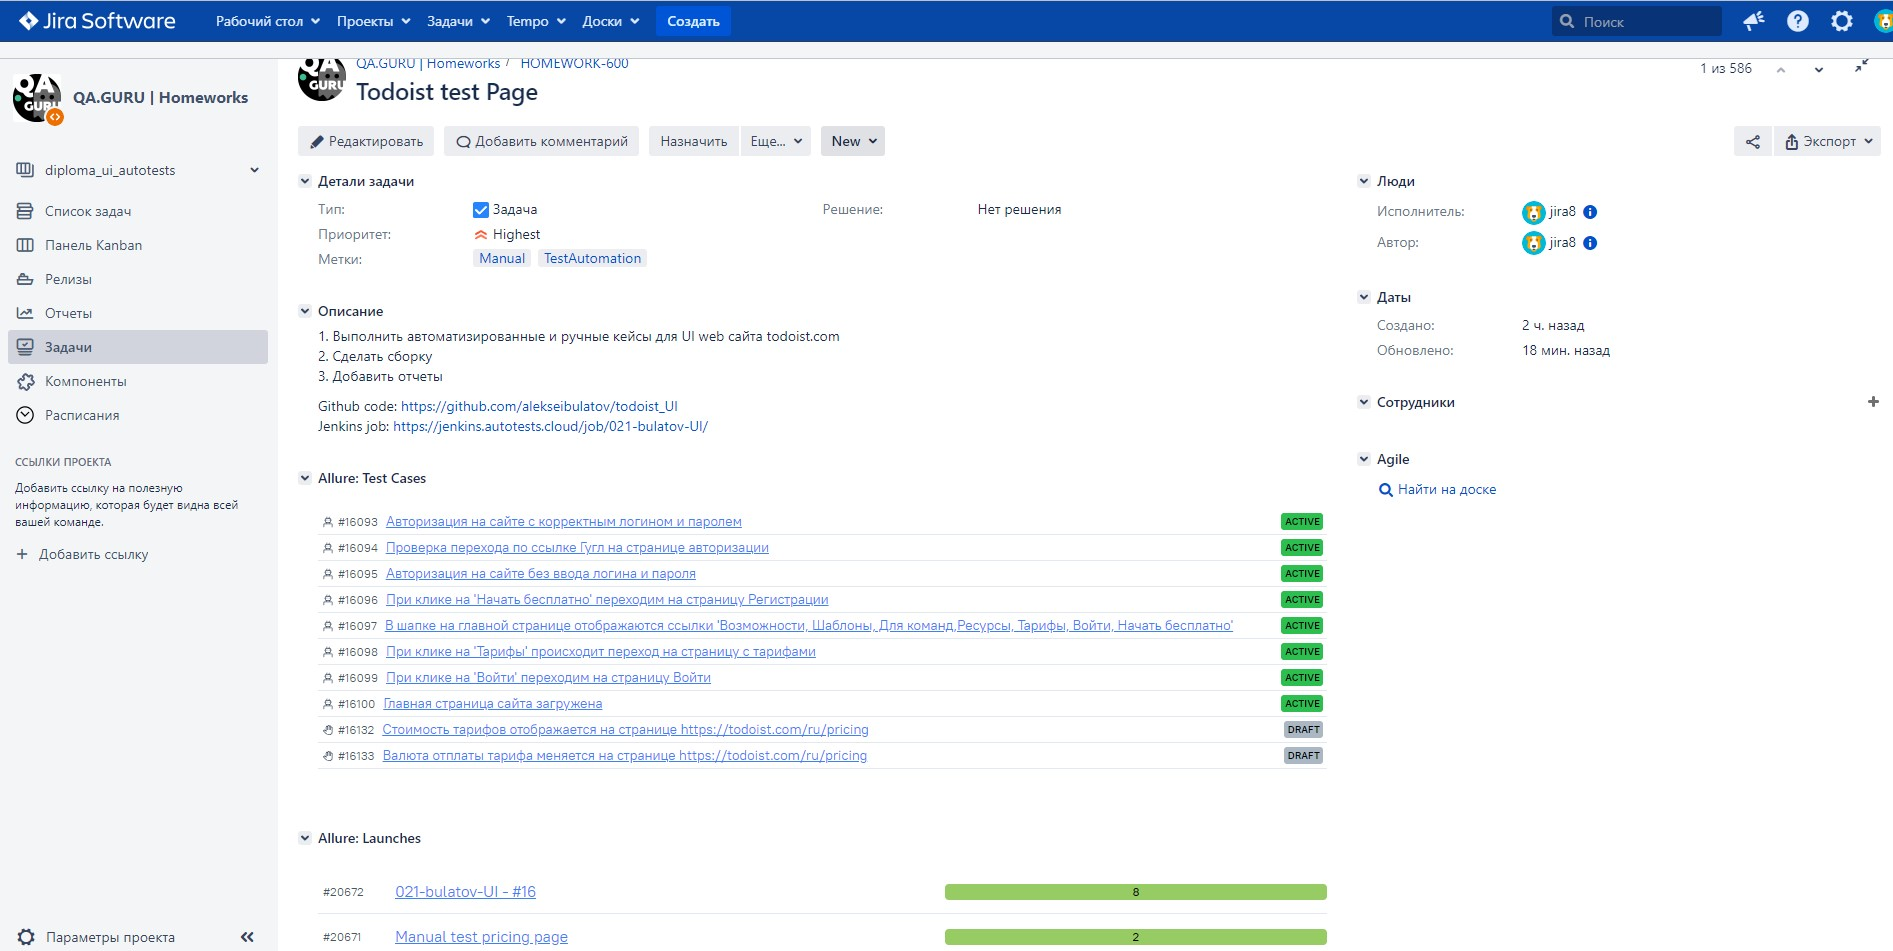 Jira Software Рабочий стол Проекты Задачи Tempo Доски Создать Поиск
QA.GURU | Homeworks
diploma_ui_autotests
Список задач
Панель Kanban
Релизы
Отчеты
Задачи
Компоненты
Расписания
ССЫЛКИ ПРОЕКТА
Добавить ссылку на полезную
информацию, которая будет видна всей
вашей команде.
+ Добавить ссылку
Параметры проекта
QA GURU
QA.GURU | Homeworks / HOMEWORK-600
Todoist test Page
1 из 586
Редактировать Добавить комментарий Назначить Еще... New Экспорт
Детали задачи
Тип: Задача Решение: Нет решения
Приоритет: Highest
Метки: Manual TestAutomation
Описание
1. Выполнить автоматизированные и ручные кейсы для UI web сайта todoist.com
2. Сделать сборку
3. Добавить отчеты
Github code: https://github.com/alekseibulatov/todoist_UI
Jenkins job: https://jenkins.autotests.cloud/job/021-bulatov-UI/
Allure: Test Cases
#16093 Авторизация на сайте с корректным логином и паролем ACTIVE
#16094 Проверка перехода по ссылке Гугл на странице авторизации ACTIVE
#16095 Авторизация на сайте без ввода логина и пароля ACTIVE
#16096 При клике на 'Начать бесплатно' переходим на страницу Регистрации ACTIVE
#16097 В шапке на главной странице отображаются ссылки 'Возможности, Шаблоны, Для команд,Ресурсы, Тарифы, Войти, Начать бесплатно' ACTIVE
#16098 При клике на 'Тарифы' происходит переход на страницу с тарифами ACTIVE
#16099 При клике на 'Войти' переходим на страницу Войти ACTIVE
#16100 Главная страница сайта загружена ACTIVE
#16132 Стоимость тарифов отображается на странице https://todoist.com/ru/pricing DRAFT
#16133 Валюта отплаты тарифа меняется на странице https://todoist.com/ru/pricing DRAFT
Allure: Launches
#20672 021-bulatov-UI - #16 8
#20671 Manual test pricing page 2
Люди
Исполнитель: jira8
Автор: jira8
Даты
Создано: 2 ч. назад
Обновлено: 18 мин. назад
Сотрудники
Agile
Найти на доске